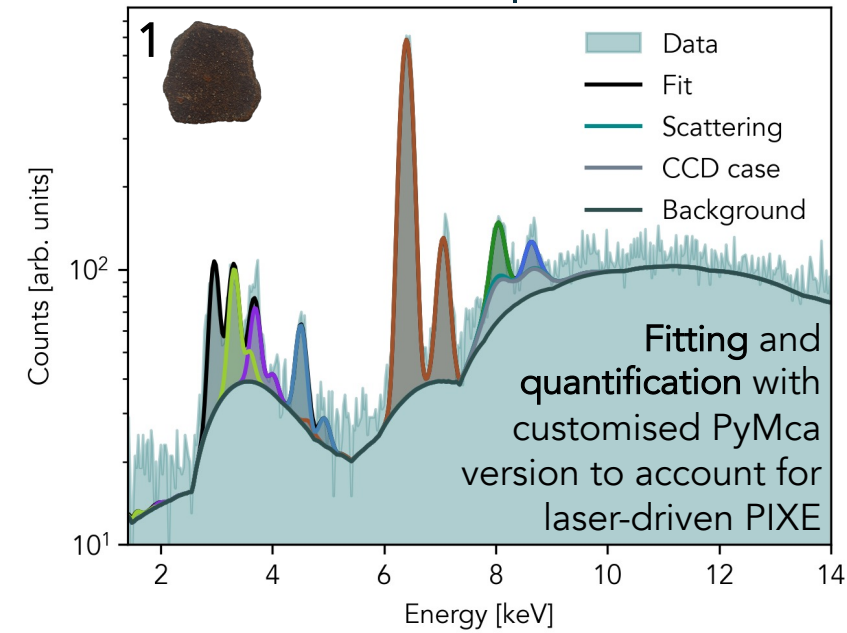 1
Data
Fit
Scattering
CCD case
Background
Counts [arb. units]
10²
10¹
Fitting and
quantification with
customised PyMca
version to account for
laser-driven PIXE
2 4 6 8 10 12 14
Energy [keV]